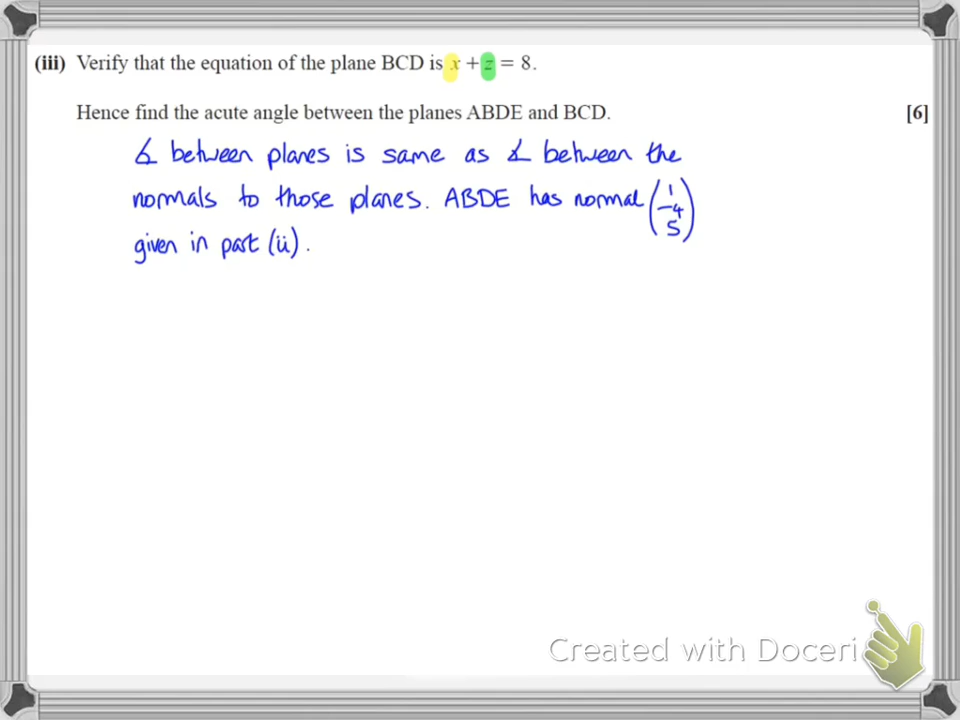 (iii) Verify that the equation of the plane BCD is x + z = 8.
Hence find the acute angle between the planes ABDE and BCD. [6]
∡ between planes is same as ∡ between the
normals to those planes. ABDE has normal (1 -4 5)
given in part (ii).
Created with Doceri